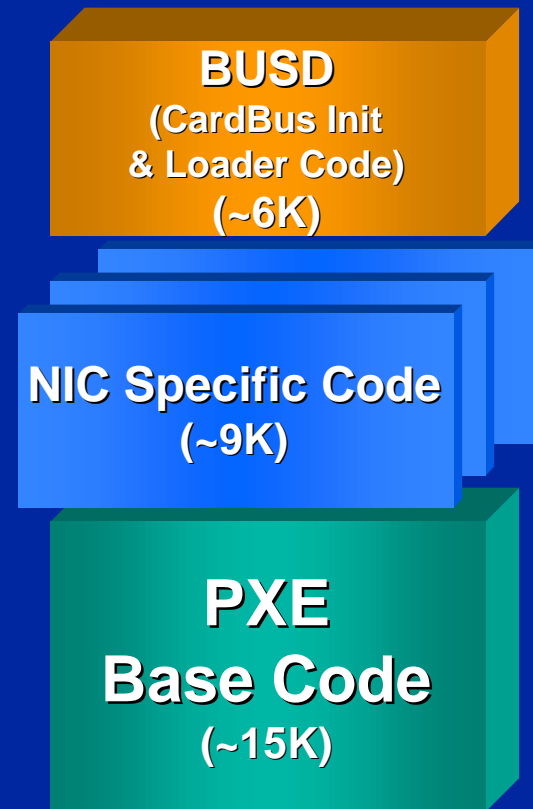 BUSD
(CardBus Init
& Loader Code)
(~6K)
NIC Specific Code
(~9K)
PXE
Base Code
(~15K)